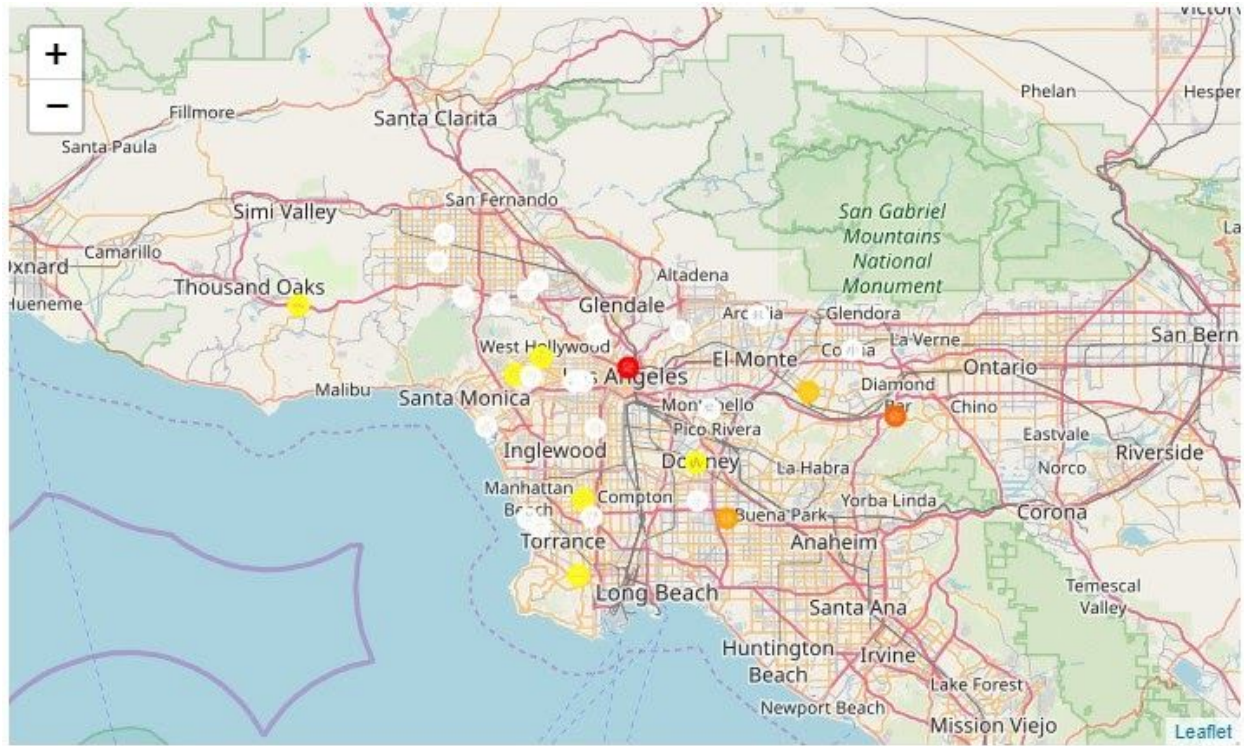 Victor
+
−
Phelan
Hesper
Fillmore
Santa Clarita
Santa Paula
San Fernando
Simi Valley
San Gabriel
Mountains
National
Monument
La
Camarillo
Oxnard
Altadena
Thousand Oaks
Hueneme
Glendale
Arcadia
Glendora
San Bern
West Hollywood
La Verne
El Monte
Covina
Ontario
Los Angeles
Malibu
Santa Monica
Diamond
Bar
Montebello
Chino
Pico Rivera
Eastvale
Inglewood
Riverside
Downey
La Habra
Norco
Manhattan
Beach
Compton
Yorba Linda
Buena Park
Corona
Torrance
Anaheim
Long Beach
Temescal
Valley
Santa Ana
Huntington
Beach
Irvine
Lake Forest
Newport Beach
Mission Viejo
Leaflet